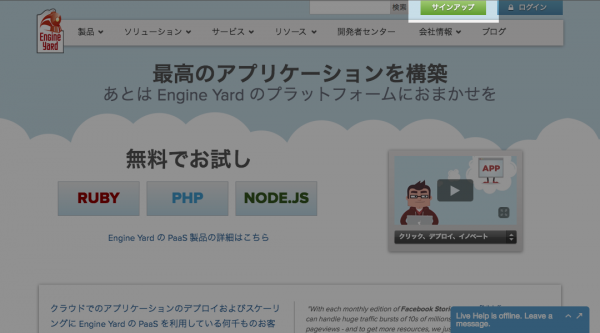 検索
サインアップ
ログイン
Engine Yard
製品
ソリューション
サービス
リソース
開発者センター
会社情報
ブログ
最高のアプリケーションを構築
あとは Engine Yard のプラットフォームにおまかせを
無料でお試し
RUBY
PHP
NODE.JS
Engine Yard の PaaS 製品の詳細はこちら
APP
クリック、デプロイ、イノベート
クラウドでのアプリケーションのデプロイおよびスケーリ
ングに Engine Yard の PaaS を利用している何千ものお客
"With each monthly edition of Facebook Stori
can handle huge traffic bursts of 10s of millions
pageviews - and to get more resources, we jus
Live Help is offline. Leave a
message.